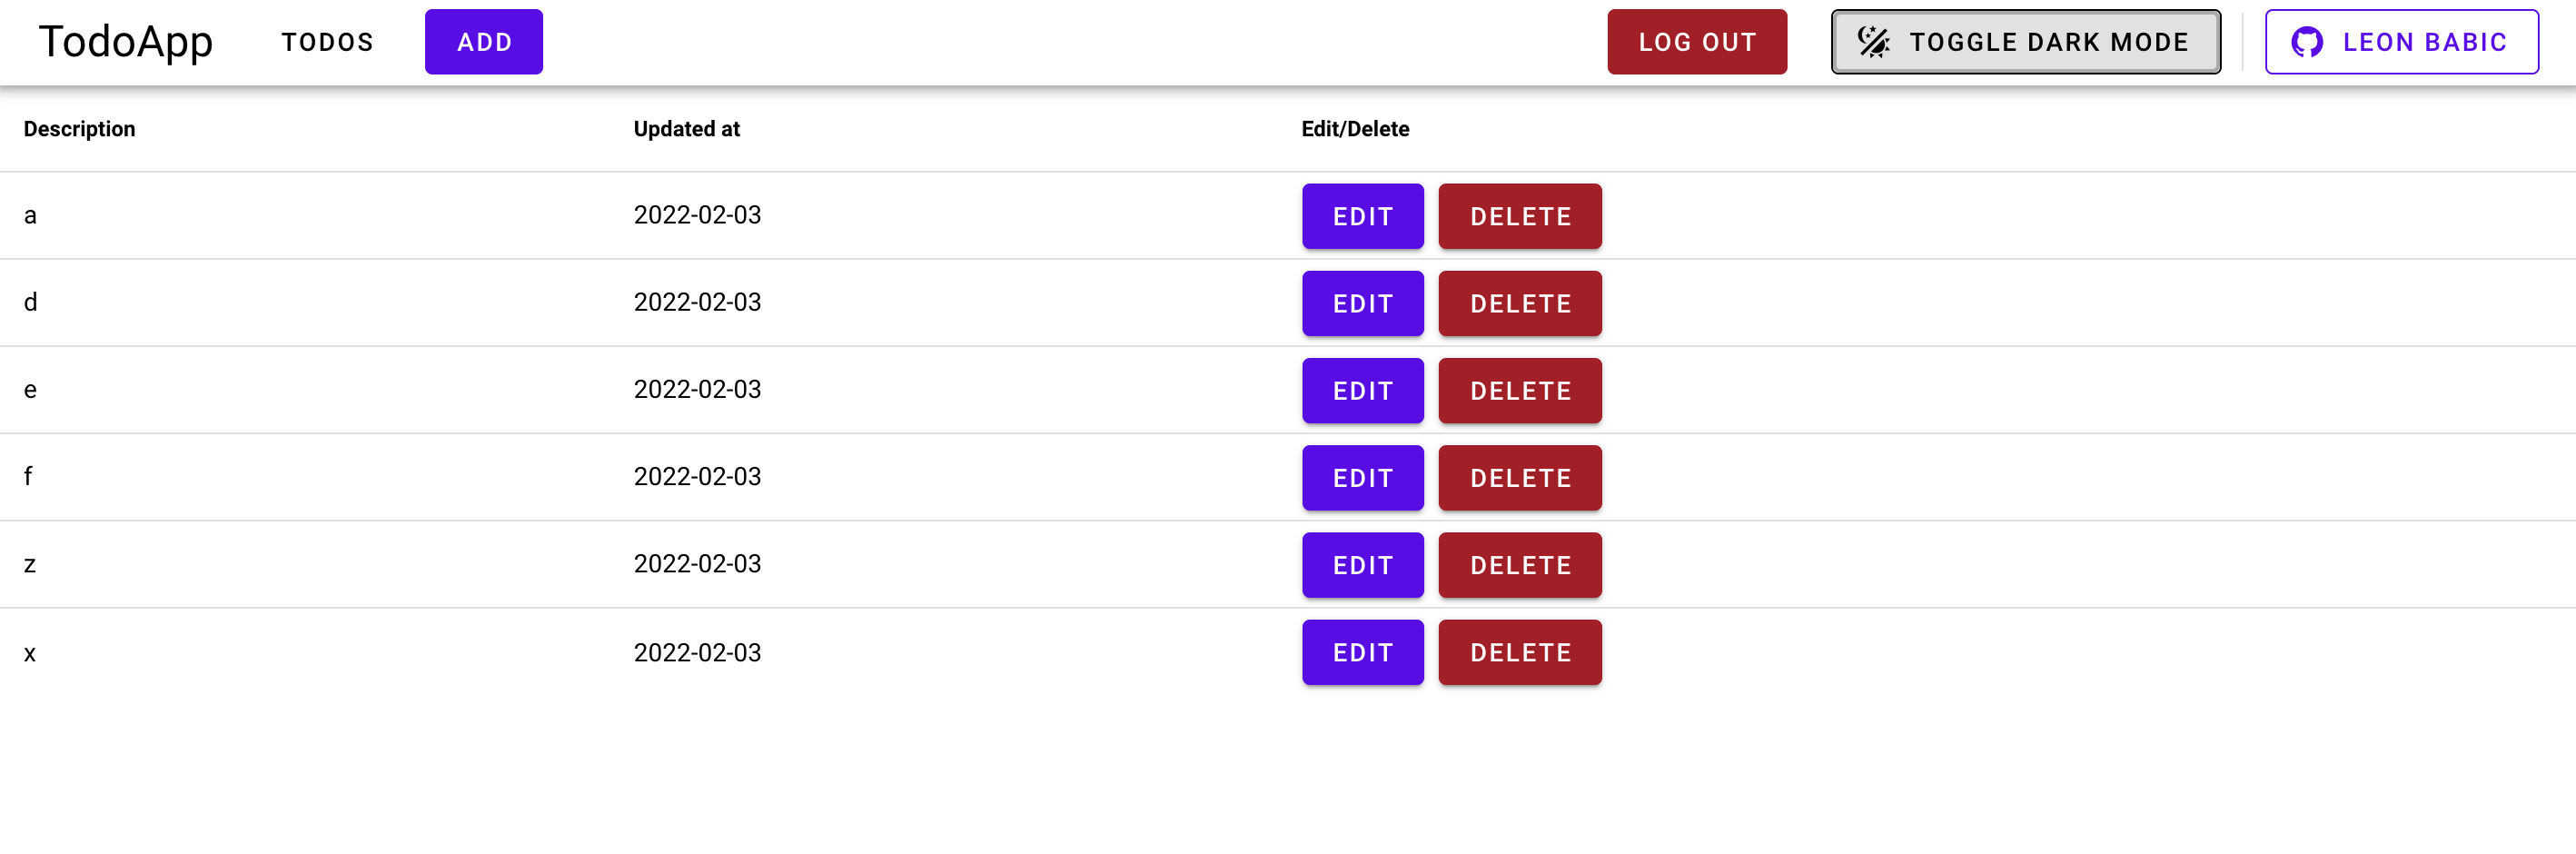 TodoApp TODOS ADD LOG OUT TOGGLE DARK MODE LEON BABIC
Description Updated at Edit/Delete
a 2022-02-03 EDIT DELETE
d 2022-02-03 EDIT DELETE
e 2022-02-03 EDIT DELETE
f 2022-02-03 EDIT DELETE
z 2022-02-03 EDIT DELETE
x 2022-02-03 EDIT DELETE